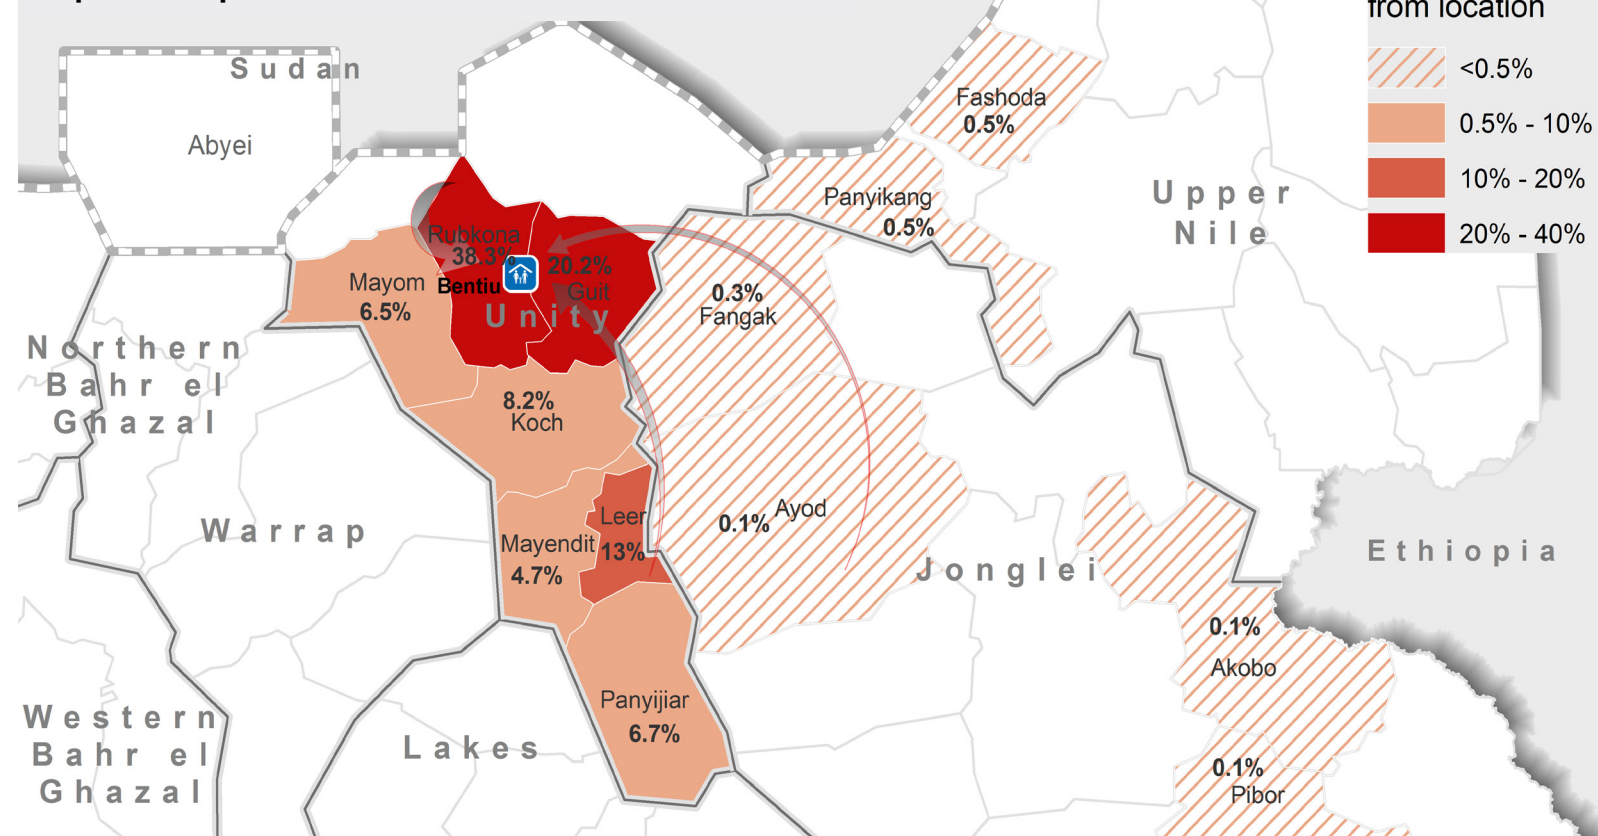 from location
<0.5%
0.5% - 10%
10% - 20%
20% - 40%
Sudan
Abyei
Fashoda
0.5%
Panyikang
0.5%
Upper
Nile
Rubkona
38.3%
Bentiu
20.2%
Guit
Unity
Mayom
6.5%
0.3%
Fangak
Northern
Bahr el
Ghazal
8.2%
Koch
Warrap
Leer
13%
Mayendit
4.7%
0.1% Ayod
Jonglei
Ethiopia
0.1%
Akobo
Panyijiar
6.7%
Western
Bahr el
Ghazal
Lakes
0.1%
Pibor